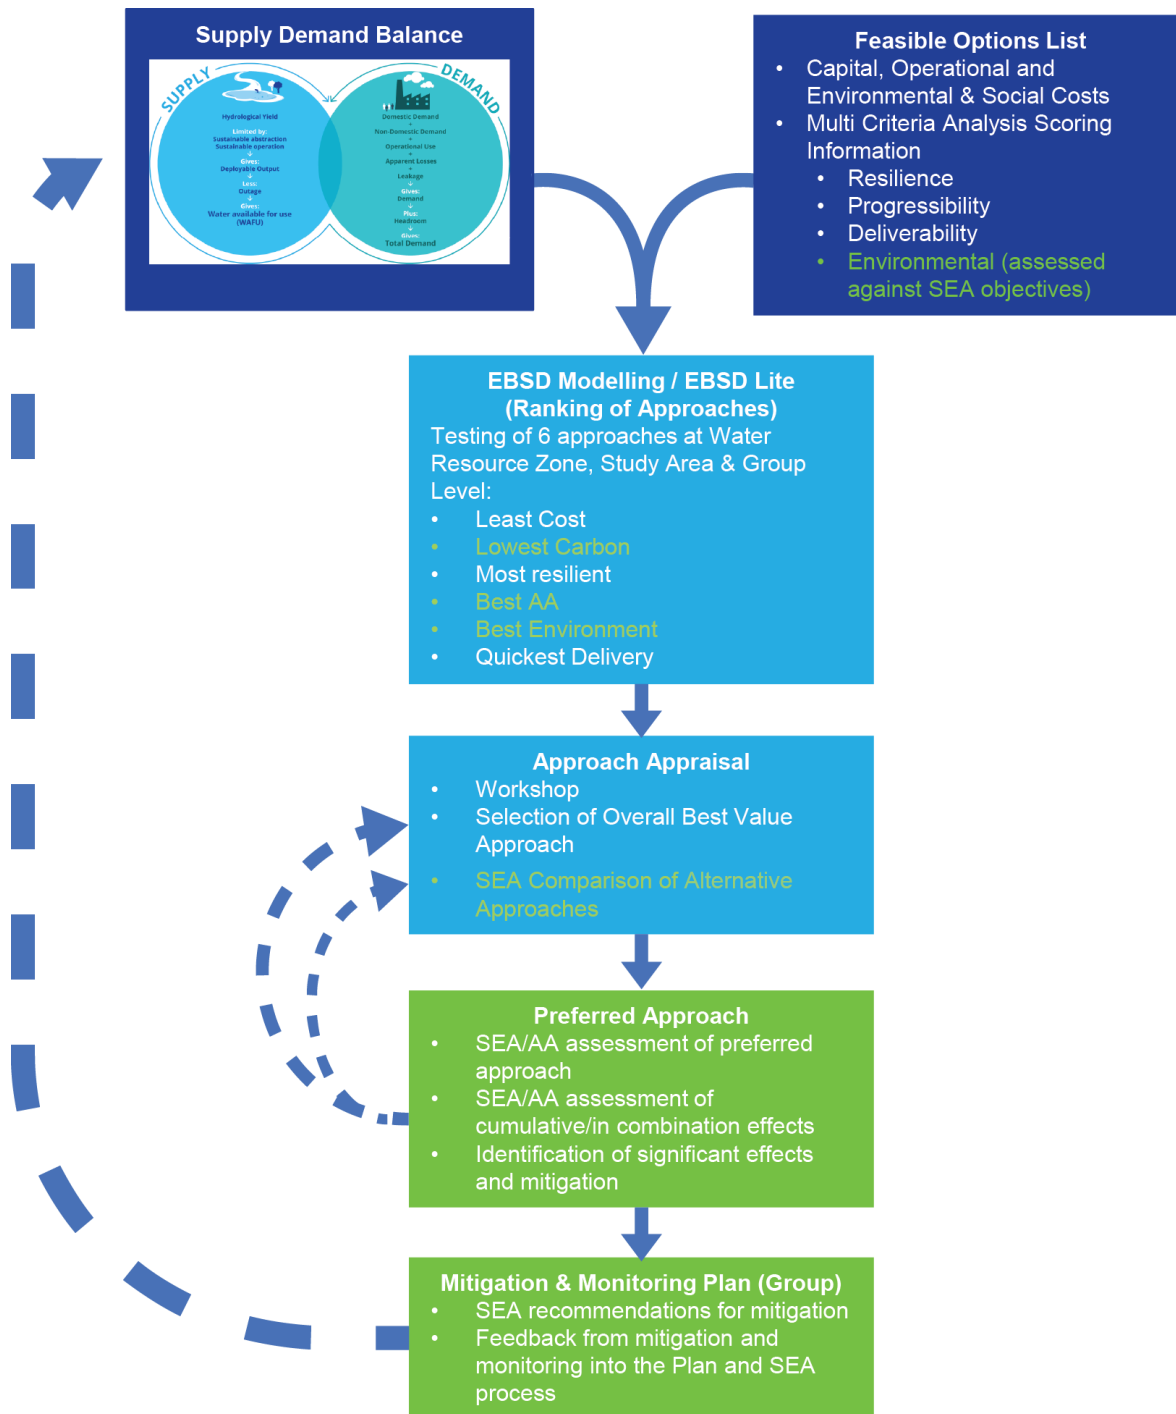 Supply Demand Balance
SUPPLY
DEMAND
Hydrological Yield
Limited by:
Sustainable abstraction
Sustainable operation
Gives:
Deployable Output
Less:
Outage
Gives:
Water available for use
(WAFU)
Domestic Demand
+
Non-Domestic Demand
+
Operational Use
+
Apparent Losses
+
Leakage
Gives:
Demand
Plus:
Headroom
Gives:
Total Demand
Feasible Options List
• Capital, Operational and
Environmental & Social Costs
• Multi Criteria Analysis Scoring
Information
• Resilience
• Progressibility
• Deliverability
• Environmental (assessed
against SEA objectives)
EBSD Modelling / EBSD Lite
(Ranking of Approaches)
Testing of 6 approaches at Water
Resource Zone, Study Area & Group
Level:
• Least Cost
• Lowest Carbon
• Most resilient
• Best AA
• Best Environment
• Quickest Delivery
Approach Appraisal
• Workshop
• Selection of Overall Best Value
Approach
• SEA Comparison of Alternative
Approaches
Preferred Approach
• SEA/AA assessment of preferred
approach
• SEA/AA assessment of
cumulative/in combination effects
• Identification of significant effects
and mitigation
Mitigation & Monitoring Plan (Group)
• SEA recommendations for mitigation
• Feedback from mitigation and
monitoring into the Plan and SEA
process